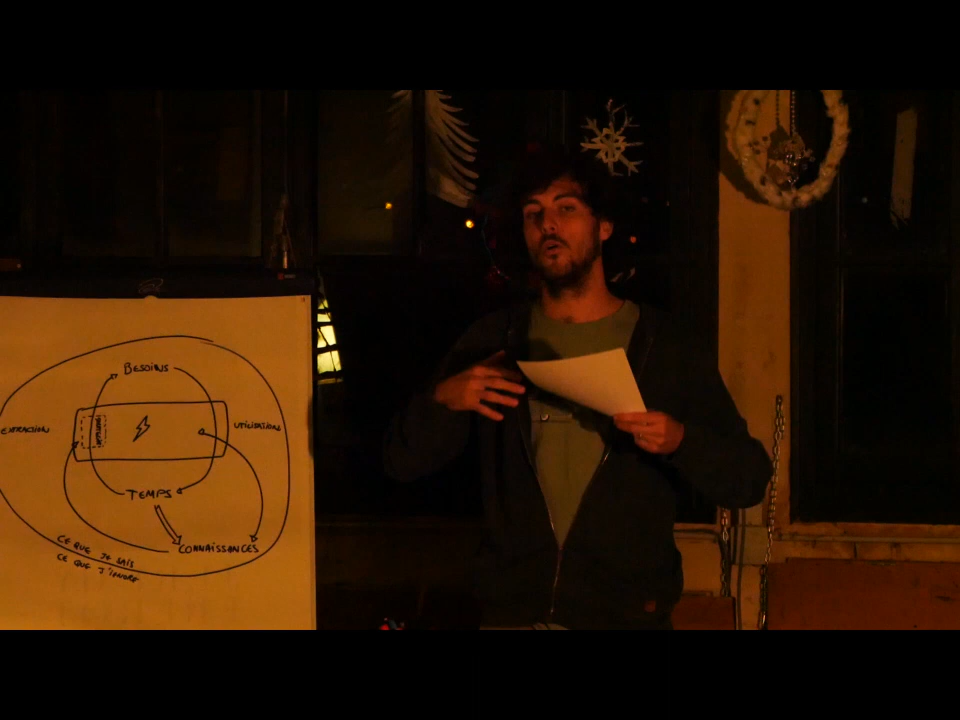 BESOINS
EXTRACTION
UTILISATION
TEMPS
CONNAISSANCES
CE QUE JE SAIS
CE QUE J'IGNORE